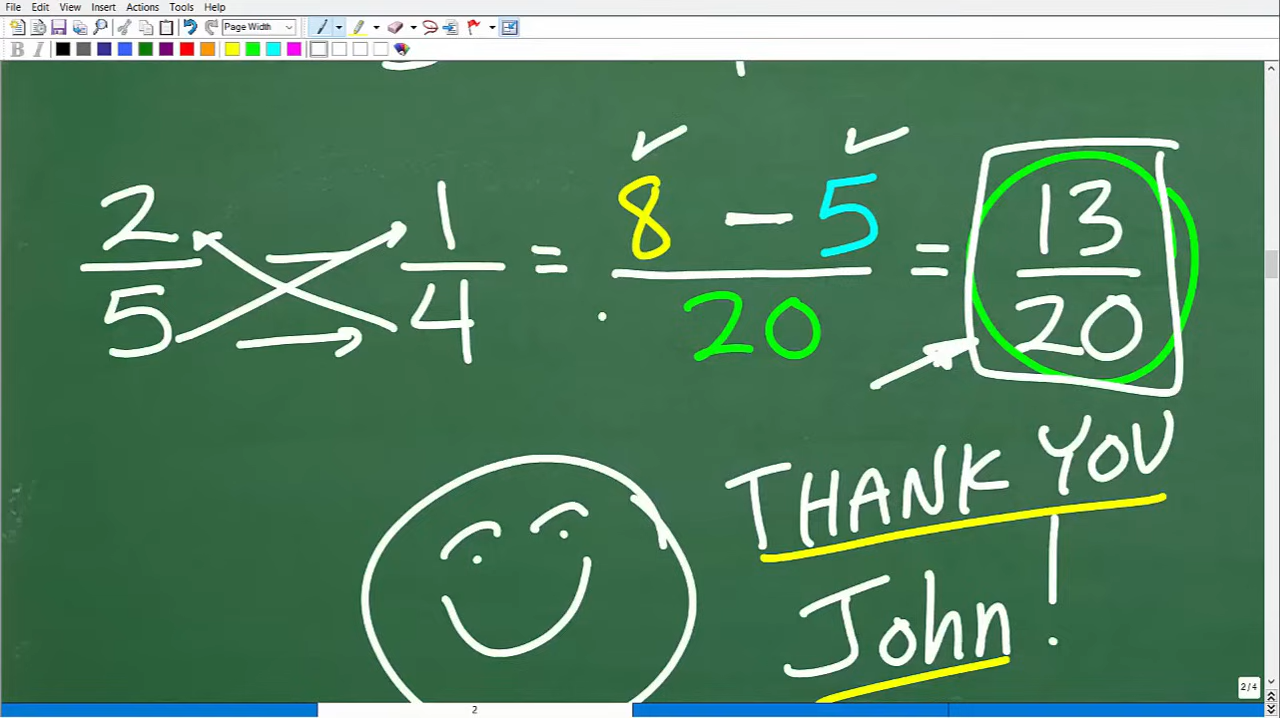 File Edit View Insert Actions Tools Help
Page Width
B I
2/5 - 1/4 = 8 - 5/20 = 13/20
THANK YOU
John !
2/4
2